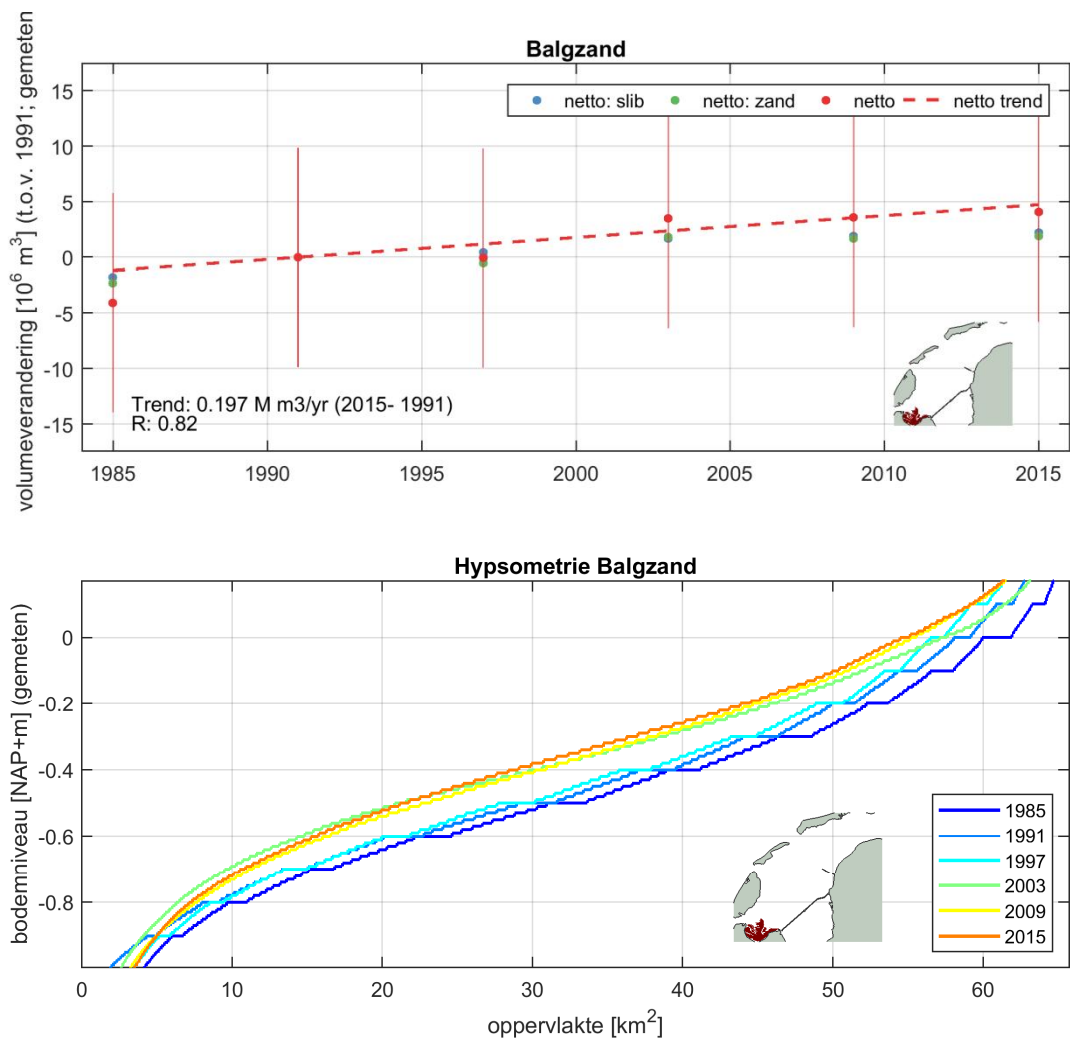 Balgzand
volumeverandering [10⁶ m³] (t.o.v. 1991; gemeten
netto: slib
netto: zand
netto
netto trend
15
10
5
0
-5
-10
-15
Trend: 0.197 M m3/yr (2015- 1991)
R: 0.82
1985
1990
1995
2000
2005
2010
2015
Hypsometrie Balgzand
bodemniveau [NAP+m] (gemeten)
0
-0.2
-0.4
-0.6
-0.8
1985
1991
1997
2003
2009
2015
0
10
20
30
40
50
60
oppervlakte [km²]